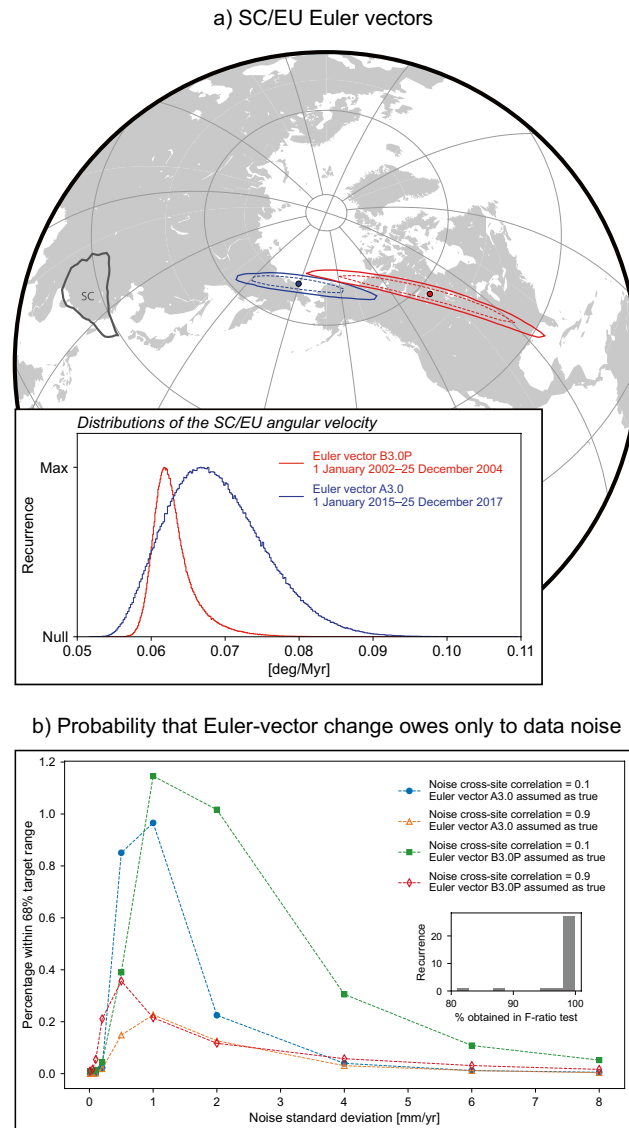 a) SC/EU Euler vectors
SC
Distributions of the SC/EU angular velocity
Euler vector B3.0P
1 January 2002–25 December 2004
Euler vector A3.0
1 January 2015–25 December 2017
Max
Recurrence
Null
0.05 0.06 0.07 0.08 0.09 0.10 0.11
[deg/Myr]
b) Probability that Euler-vector change owes only to data noise
1.2
1.0
0.8
0.6
0.4
0.2
0.0
Percentage within 68% target range
Noise cross-site correlation = 0.1
Euler vector A3.0 assumed as true
Noise cross-site correlation = 0.9
Euler vector A3.0 assumed as true
Noise cross-site correlation = 0.1
Euler vector B3.0P assumed as true
Noise cross-site correlation = 0.9
Euler vector B3.0P assumed as true
Recurrence
20
10
0
80 90 100
% obtained in F-ratio test
0 1 2 3 4 5 6 7 8
Noise standard deviation [mm/yr]